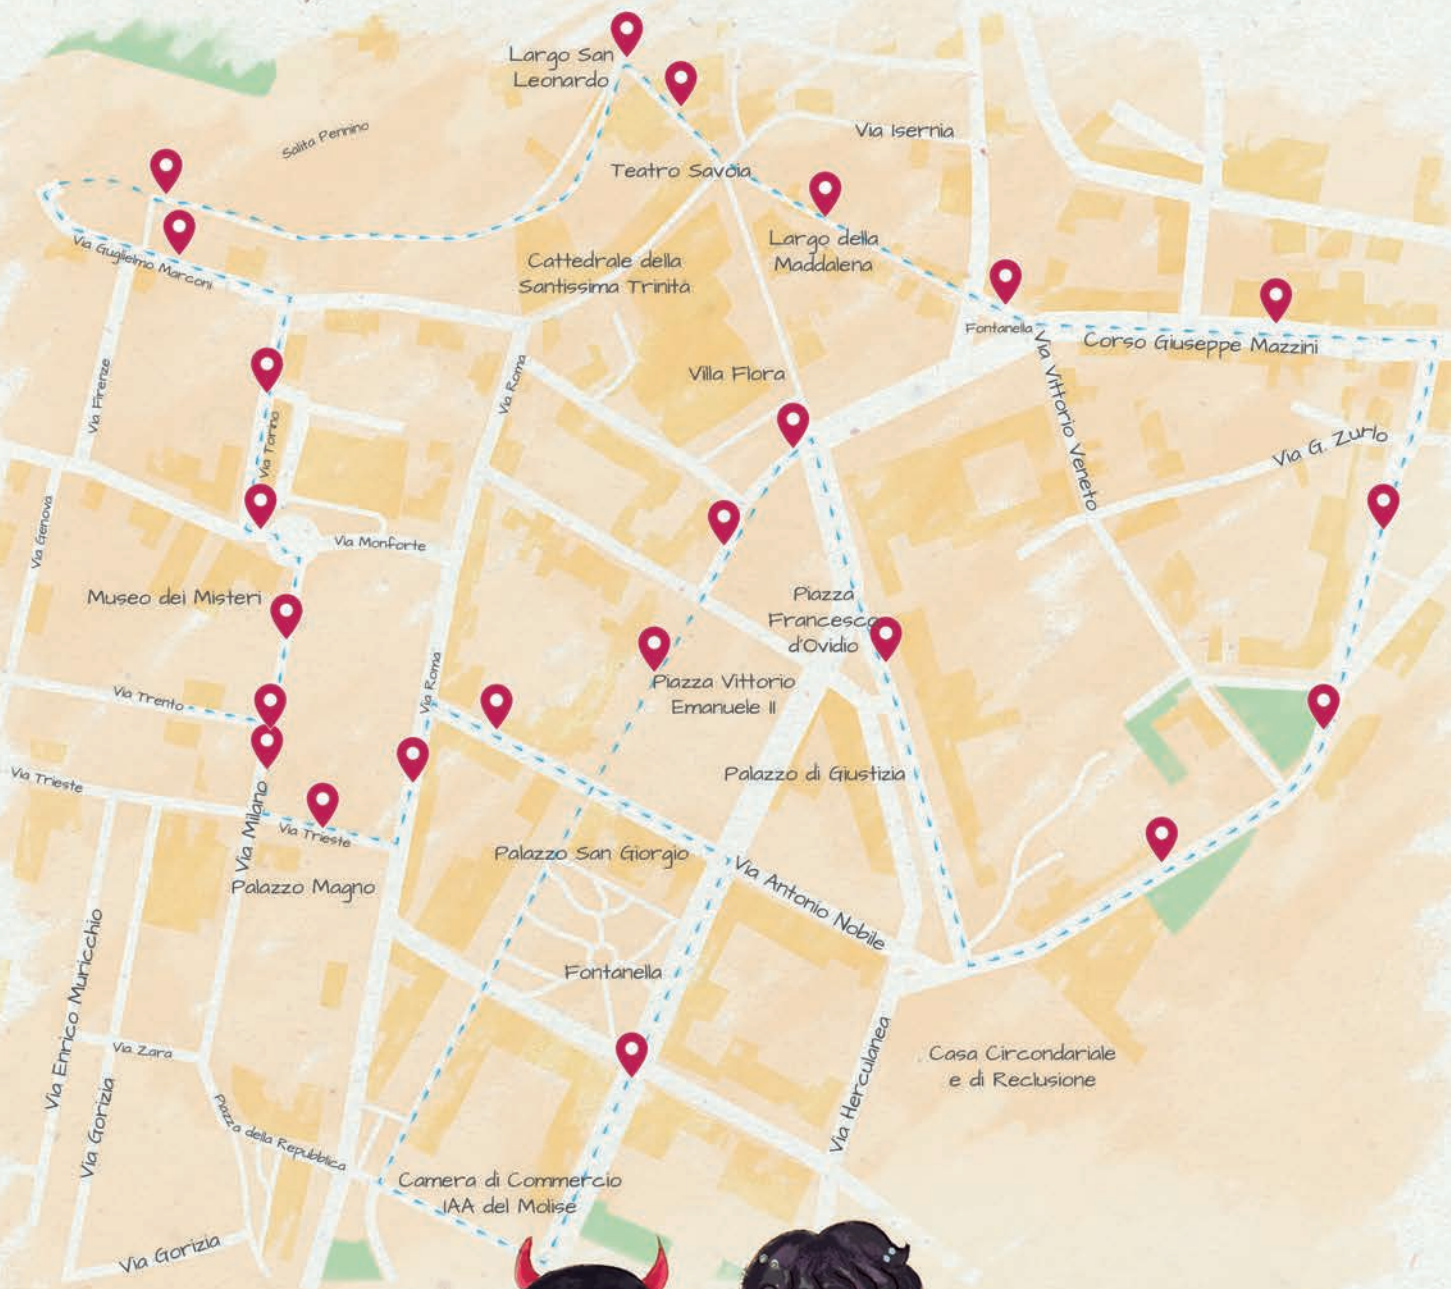 Largo San
Leonardo
Salita Pennino
Via Isernia
Teatro Savoia
Via Guglielmo Marconi
Cattedrale della
Santissima Trinità
Largo della
Maddalena
Fontanella
Corso Giuseppe Mazzini
Via Firenze
Via Torino
Via Roma
Villa Flora
Via Vittorio Veneto
Via G. Zurlo
Via Genova
Via Monforte
Museo dei Misteri
Piazza
Francesco
d'Ovidio
Via Trento
Via Roma
Piazza Vittorio
Emanuele II
Via Trieste
Palazzo di Giustizia
Via Milano
Via Trieste
Palazzo San Giorgio
Palazzo Magno
Via Antonio Nobile
Via Enrico Muricchio
Fontanella
Via Zara
Via Gorizia
Piazza della Repubblica
Via Herculanea
Casa Circondariale
e di Reclusione
Camera di Commercio
IAA del Molise
Via Gorizia